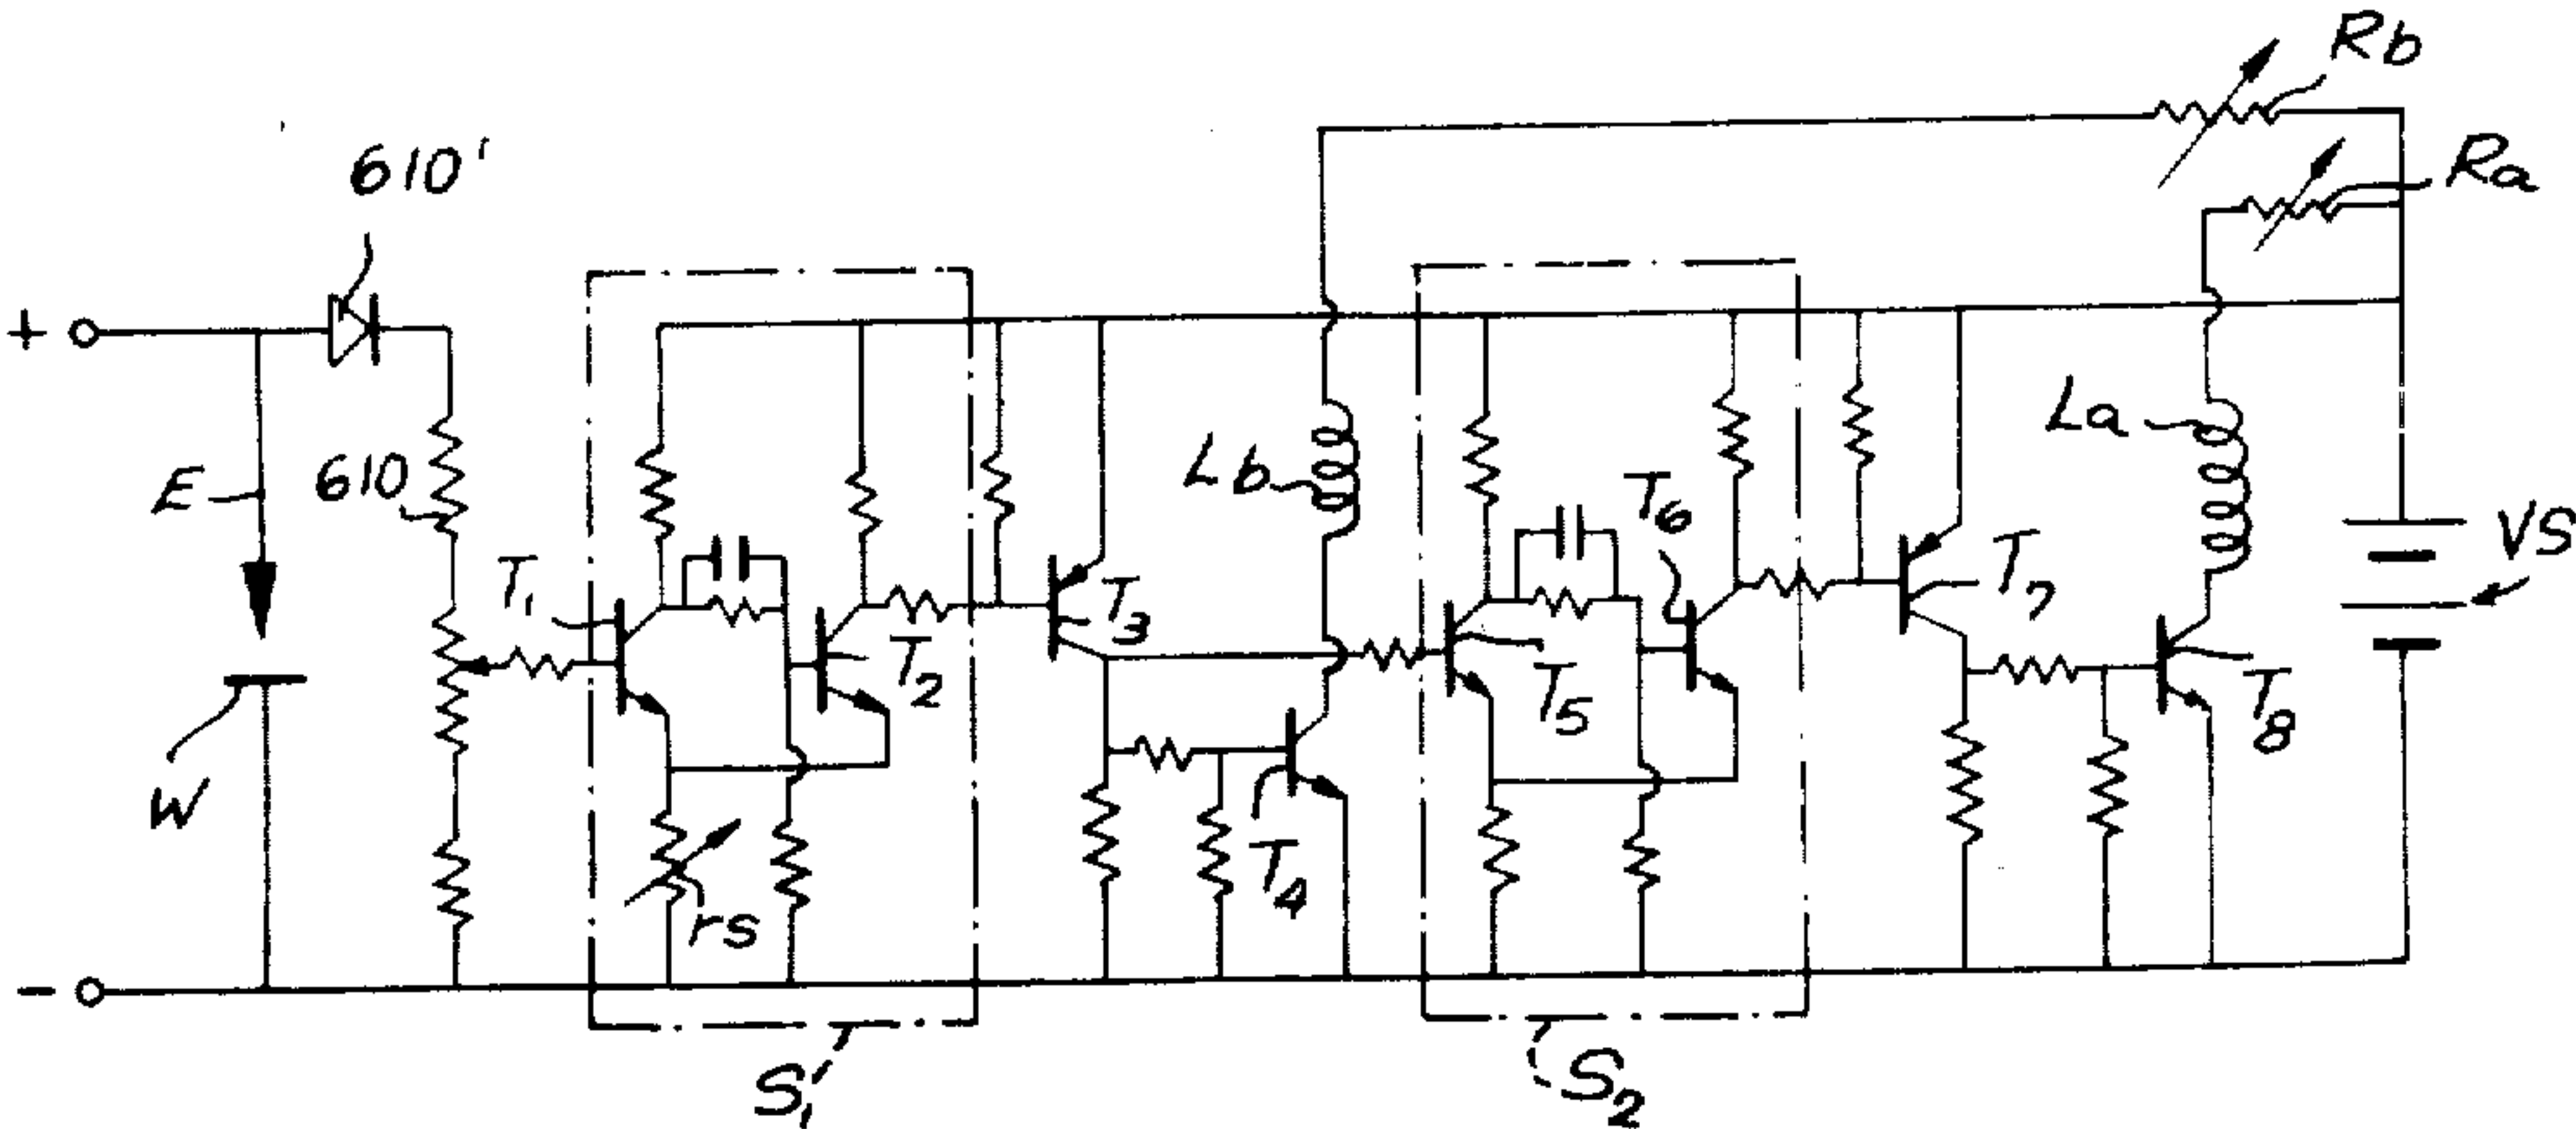 Rb
610'
Ra
+
La
E
610
Lb
T6
VS
T1
T3
T7
T2
T5
T8
W
T4
rs
-
S1
S2